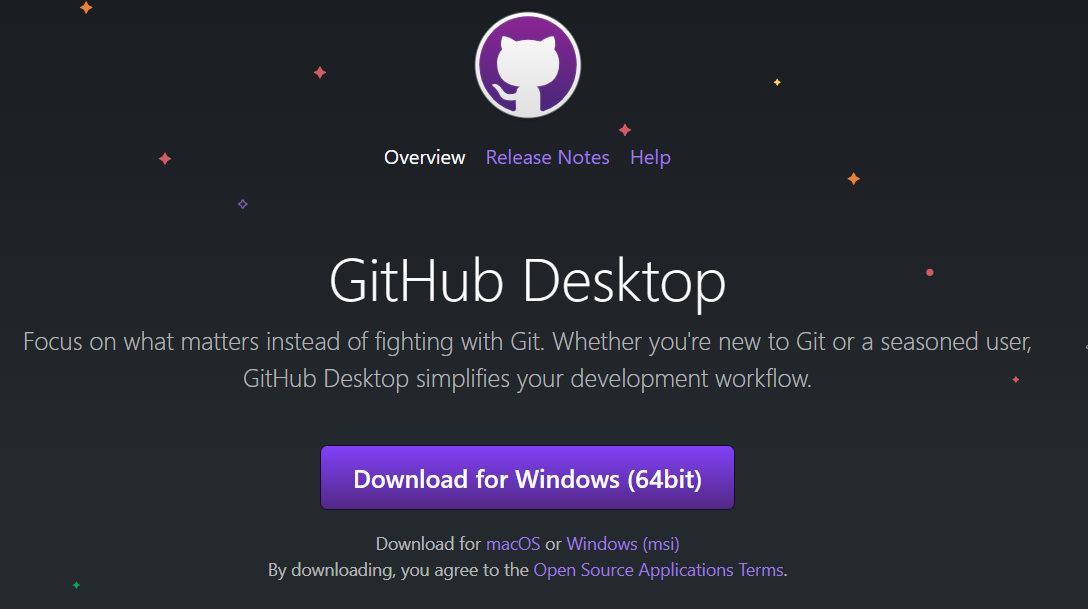 Overview Release Notes Help
GitHub Desktop
Focus on what matters instead of fighting with Git. Whether you're new to Git or a seasoned user,
GitHub Desktop simplifies your development workflow.
Download for Windows (64bit)
Download for macOS or Windows (msi)
By downloading, you agree to the Open Source Applications Terms.